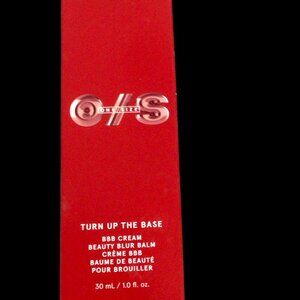 O/S
ONE/SIZE
TURN UP THE BASE
BBB CREAM
BEAUTY BLUR BALM
CRÈME BBB
BAUME DE BEAUTÉ
POUR BROUILLER
30 mL / 1.0 fl. oz.